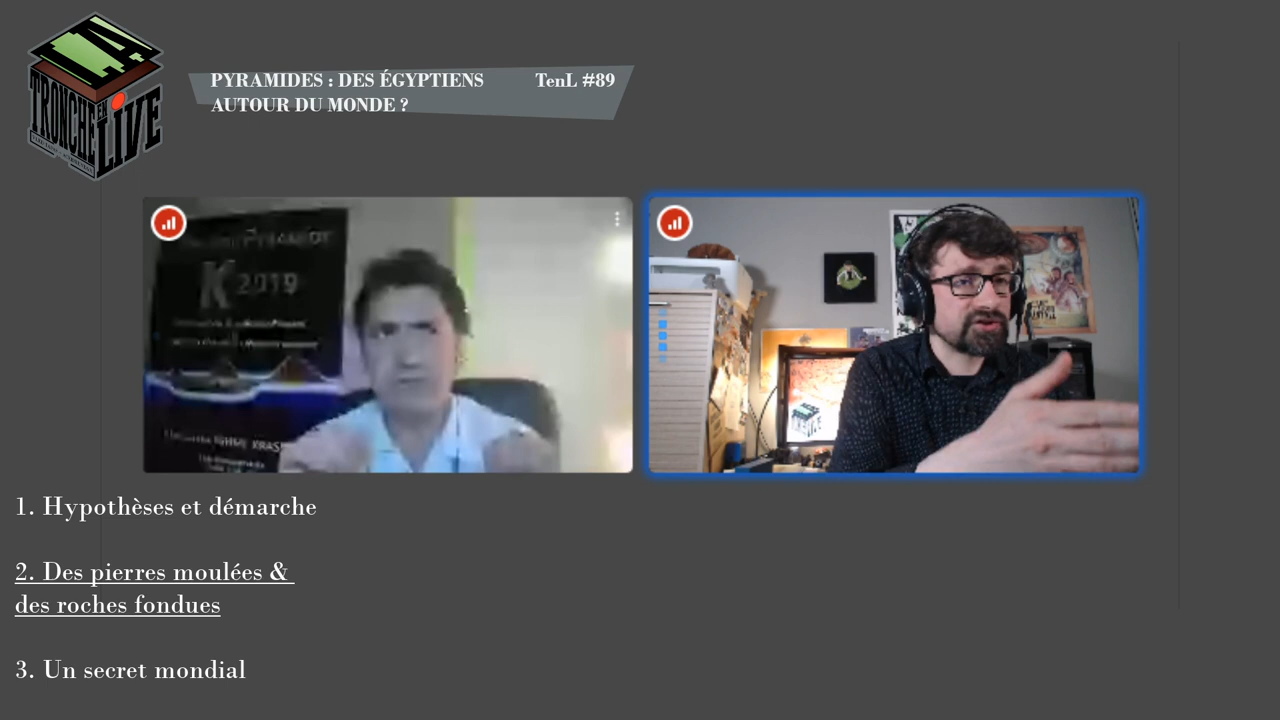 TRONCHE
EN
LIVE
PYRAMIDES : DES ÉGYPTIENS
AUTOUR DU MONDE ?
TenL #89
K 2019
1. Hypothèses et démarche
2. Des pierres moulées &
des roches fondues
3. Un secret mondial